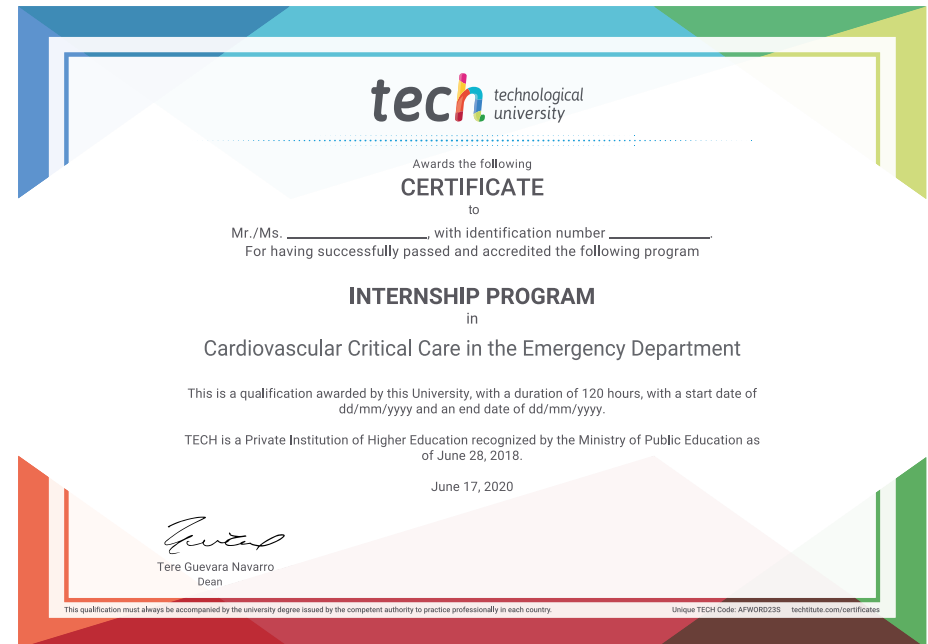 tech technological
university
Awards the following
CERTIFICATE
to
Mr./Ms. ____________________, with identification number ______________.
For having successfully passed and accredited the following program
INTERNSHIP PROGRAM
in
Cardiovascular Critical Care in the Emergency Department
This is a qualification awarded by this University, with a duration of 120 hours, with a start date of
dd/mm/yyyy and an end date of dd/mm/yyyy.
TECH is a Private Institution of Higher Education recognized by the Ministry of Public Education as
of June 28, 2018.
June 17, 2020
Tere Guevara Navarro
Dean
This qualification must always be accompanied by the university degree issued by the competent authority to practice professionally in each country.
Unique TECH Code: AFWORD23S techtitute.com/certificates